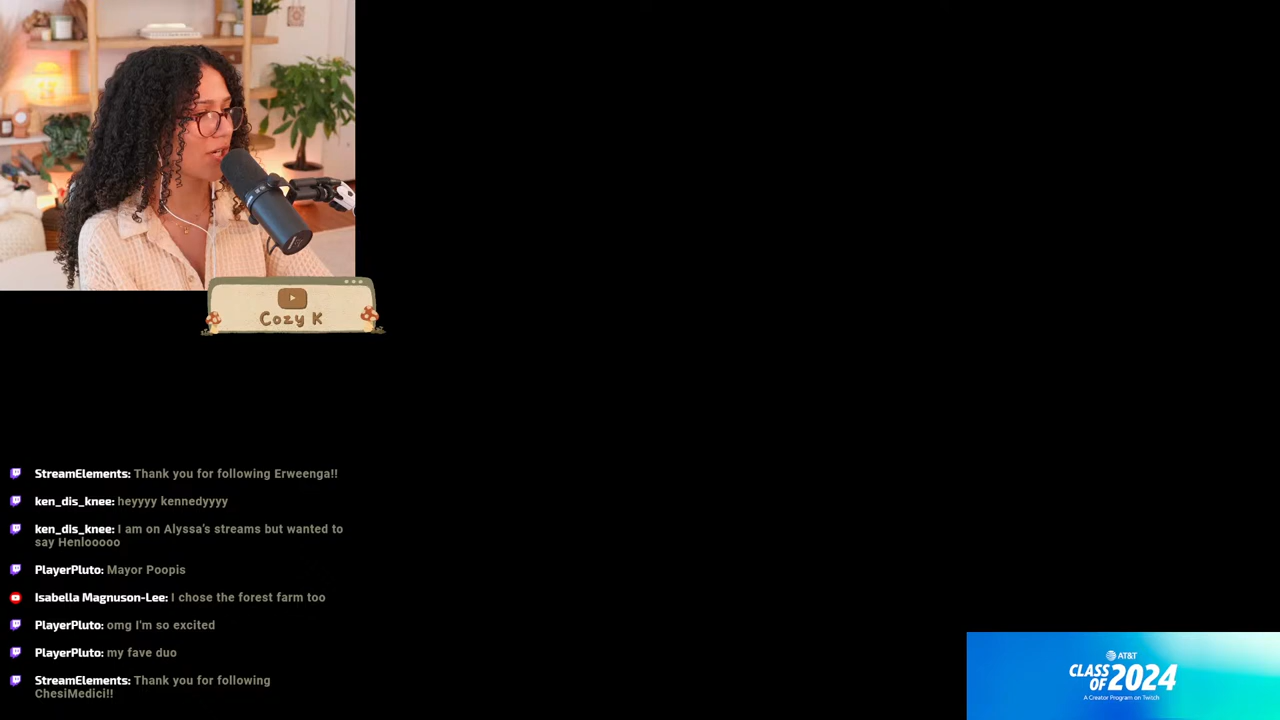 Cozy K
StreamElements: Thank you for following Erweenga!!
ken_dis_knee: heyyyy kennedyyyy
ken_dis_knee: I am on Alyssa's streams but wanted to
say Henlooooo
PlayerPluto: Mayor Poopis
Isabella Magnuson-Lee: I chose the forest farm too
PlayerPluto: omg I'm so excited
PlayerPluto: my fave duo
StreamElements: Thank you for following
ChesiMedici!!
AT&T
CLASS
OF 2024
A Creator Program on Twitch